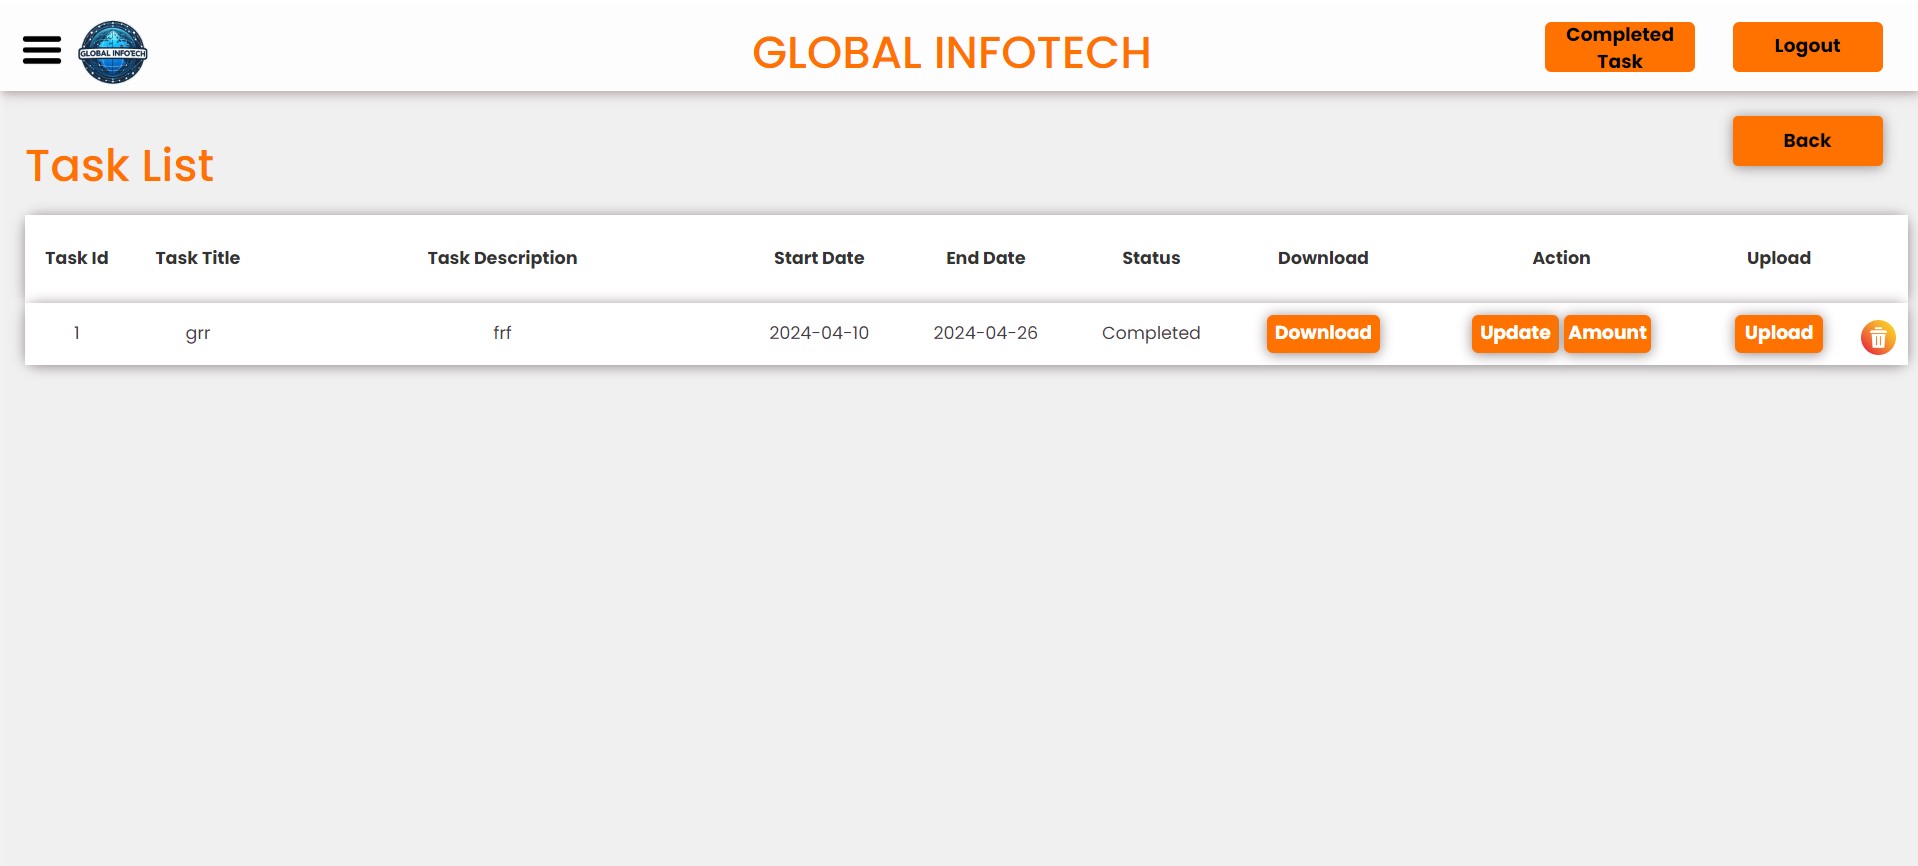 GLOBAL INFOTECH
GLOBAL INFOTECH
Completed
Task
Logout
Back
Task List
Task Id Task Title Task Description Start Date End Date Status Download Action Upload
1 grr frf 2024-04-10 2024-04-26 Completed Download Update Amount Upload